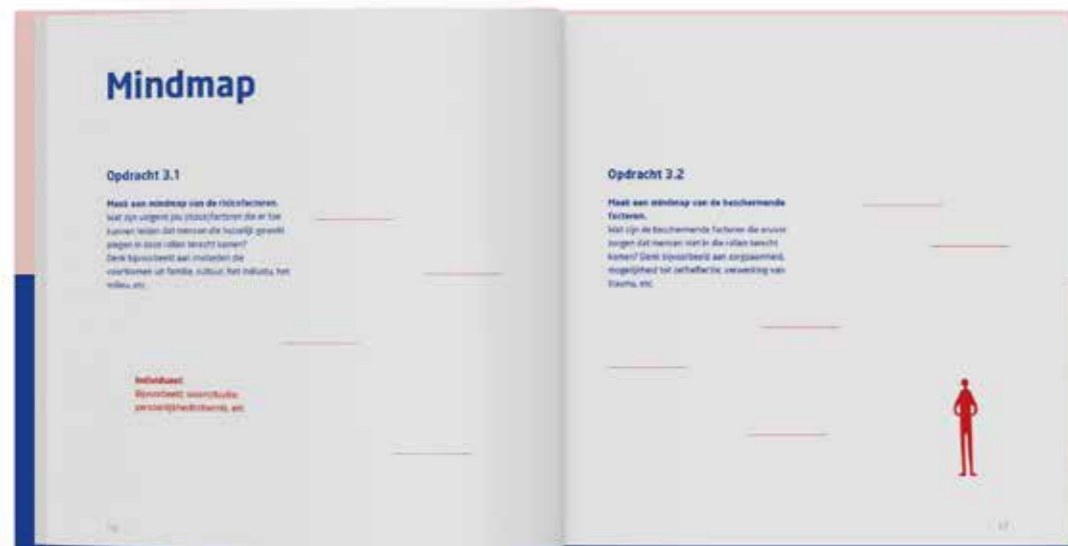 Mindmap
Opdracht 3.1
Maak een mindmap van de risicofactoren.
Wat zijn volgens jou (risico)factoren die er toe
kunnen leiden dat mensen die huiselijk geweld
plegen in deze rollen terecht komen?
Denk bijvoorbeeld aan invloeden die
voortkomen uit familie, cultuur, het individu, het
milieu, etc.
Individueel
Bijvoorbeeld:
persoonlijkheidsthema, etc.
Opdracht 3.2
Maak een mindmap van de beschermende
factoren.
Wat zijn de beschermende factoren die ervoor
zorgen dat mensen niet in die rollen terecht
komen? Denk bijvoorbeeld aan zorgzaamheid,
mogelijkheid tot zelfreflectie, verwerking van
trauma, etc.
17